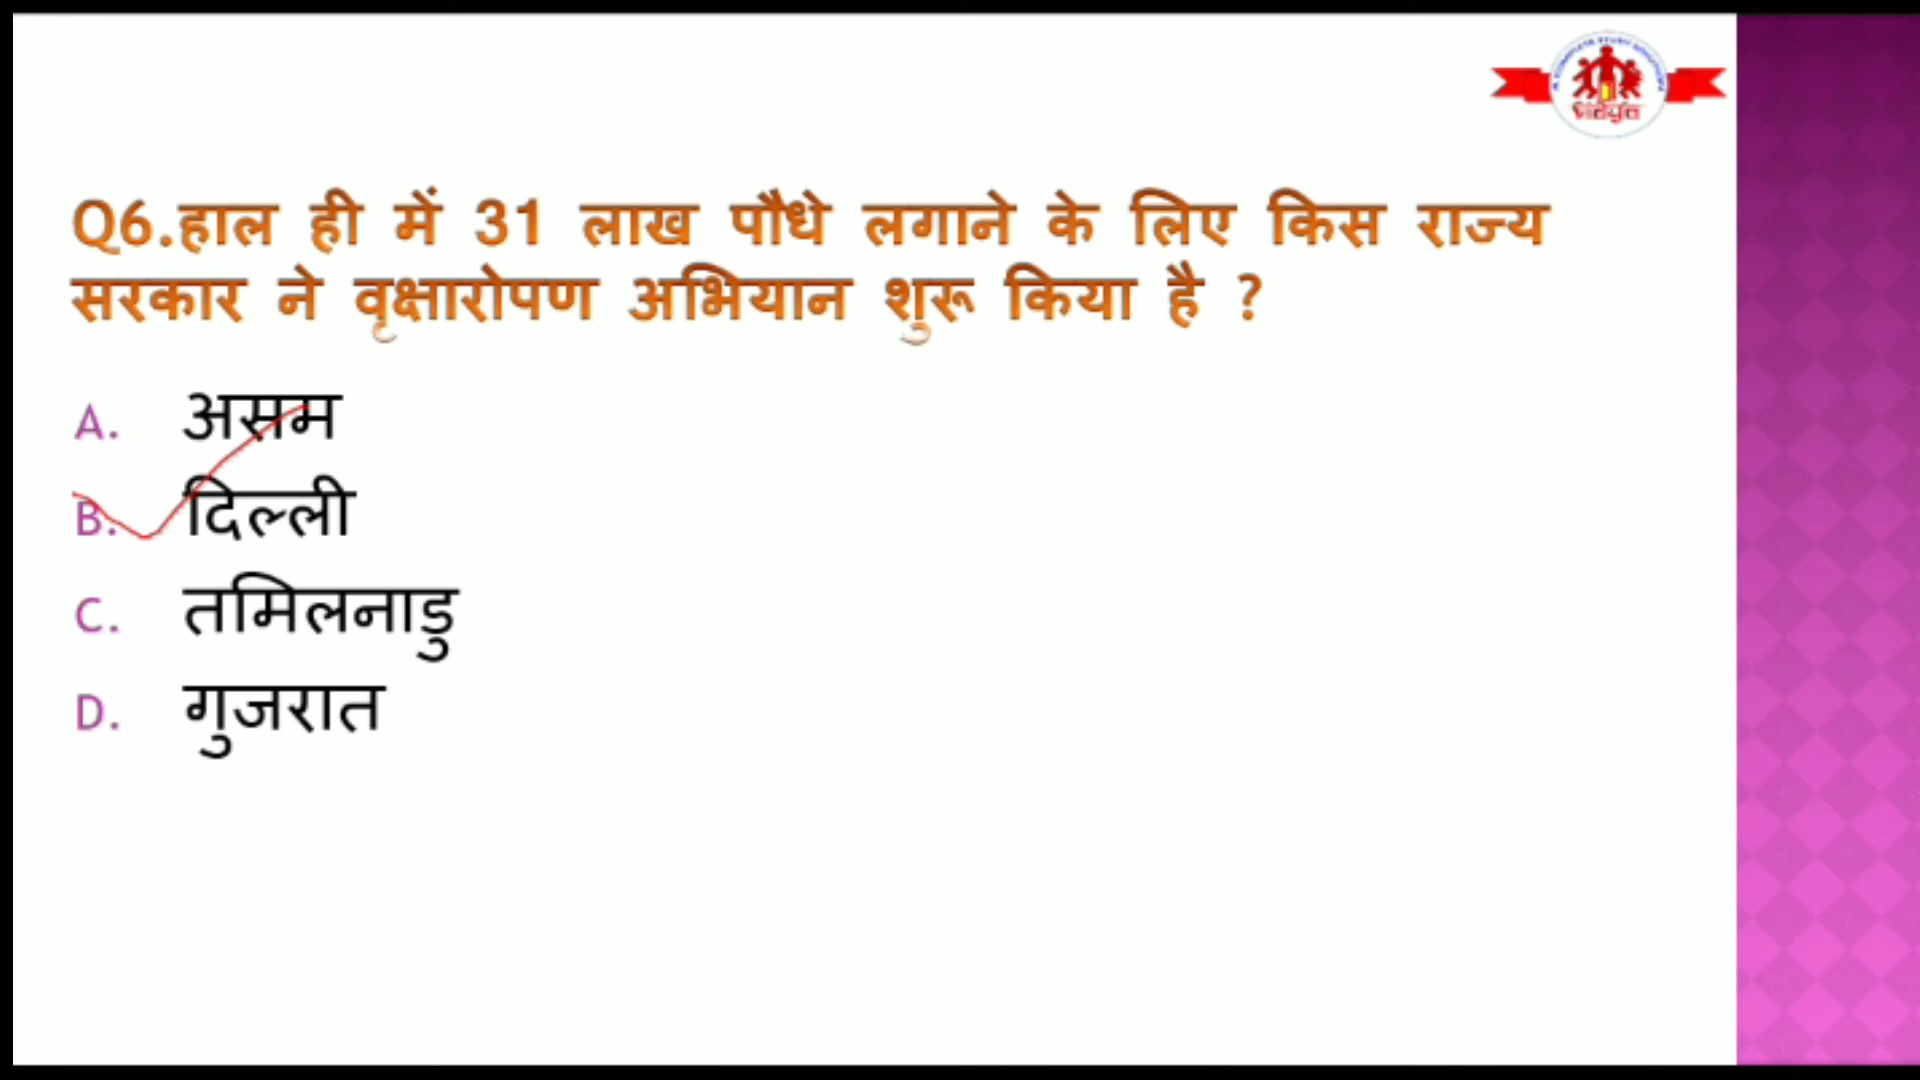 Q6.हाल ही में 31 लाख पौधे लगाने के लिए किस राज्य
सरकार ने वृक्षारोपण अभियान शुरू किया है ?
A. असम
B. दिल्ली
C. तमिलनाडु
D. गुजरात